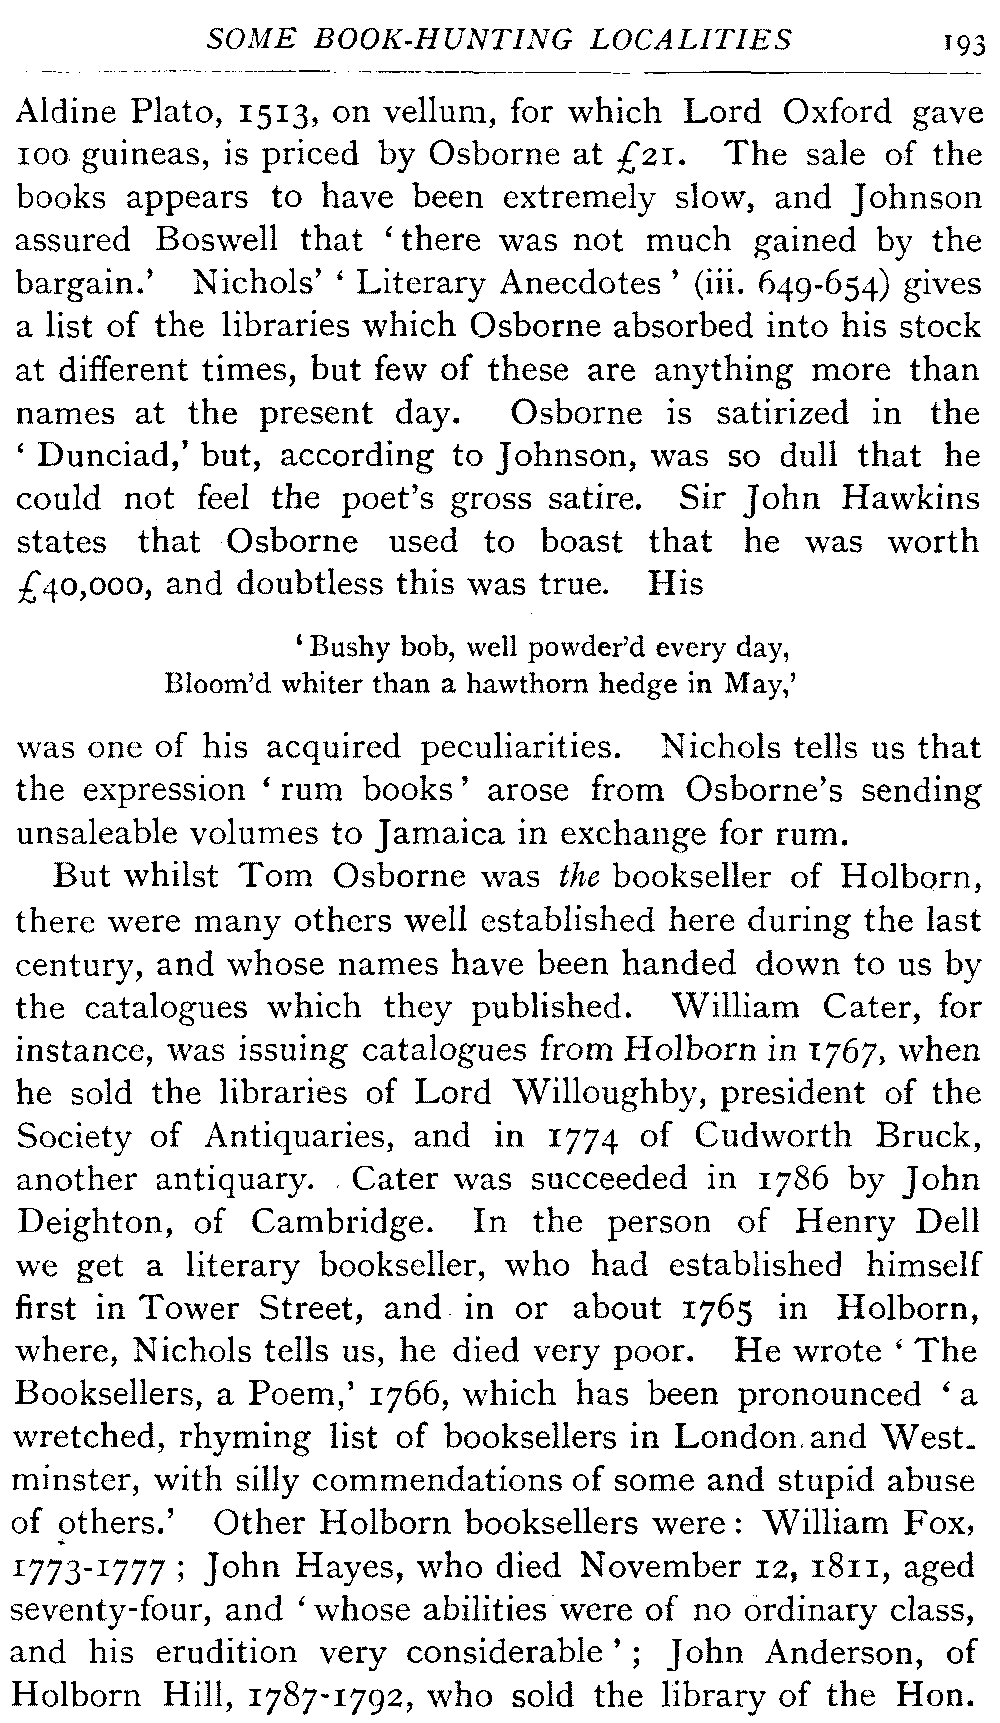 SOME BOOK-HUNTING LOCALITIES 193
Aldine Plato, 1513, on vellum, for which Lord Oxford gave
100 guineas, is priced by Osborne at £21. The sale of the
books appears to have been extremely slow, and Johnson
assured Boswell that ‘there was not much gained by the
bargain.’ Nichols’ ‘Literary Anecdotes’ (iii. 649-654) gives
a list of the libraries which Osborne absorbed into his stock
at different times, but few of these are anything more than
names at the present day. Osborne is satirized in the
‘Dunciad,’ but, according to Johnson, was so dull that he
could not feel the poet’s gross satire. Sir John Hawkins
states that Osborne used to boast that he was worth
£40,000, and doubtless this was true. His
‘Bushy bob, well powder’d every day,
Bloom’d whiter than a hawthorn hedge in May,’
was one of his acquired peculiarities. Nichols tells us that
the expression ‘rum books’ arose from Osborne’s sending
unsaleable volumes to Jamaica in exchange for rum.
But whilst Tom Osborne was the bookseller of Holborn,
there were many others well established here during the last
century, and whose names have been handed down to us by
the catalogues which they published. William Cater, for
instance, was issuing catalogues from Holborn in 1767, when
he sold the libraries of Lord Willoughby, president of the
Society of Antiquaries, and in 1774 of Cudworth Bruck,
another antiquary. Cater was succeeded in 1786 by John
Deighton, of Cambridge. In the person of Henry Dell
we get a literary bookseller, who had established himself
first in Tower Street, and in or about 1765 in Holborn,
where, Nichols tells us, he died very poor. He wrote ‘The
Booksellers, a Poem,’ 1766, which has been pronounced ‘a
wretched, rhyming list of booksellers in London and West-
minster, with silly commendations of some and stupid abuse
of others.’ Other Holborn booksellers were: William Fox,
1773-1777; John Hayes, who died November 12, 1811, aged
seventy-four, and ‘whose abilities were of no ordinary class,
and his erudition very considerable’; John Anderson, of
Holborn Hill, 1787-1792, who sold the library of the Hon.